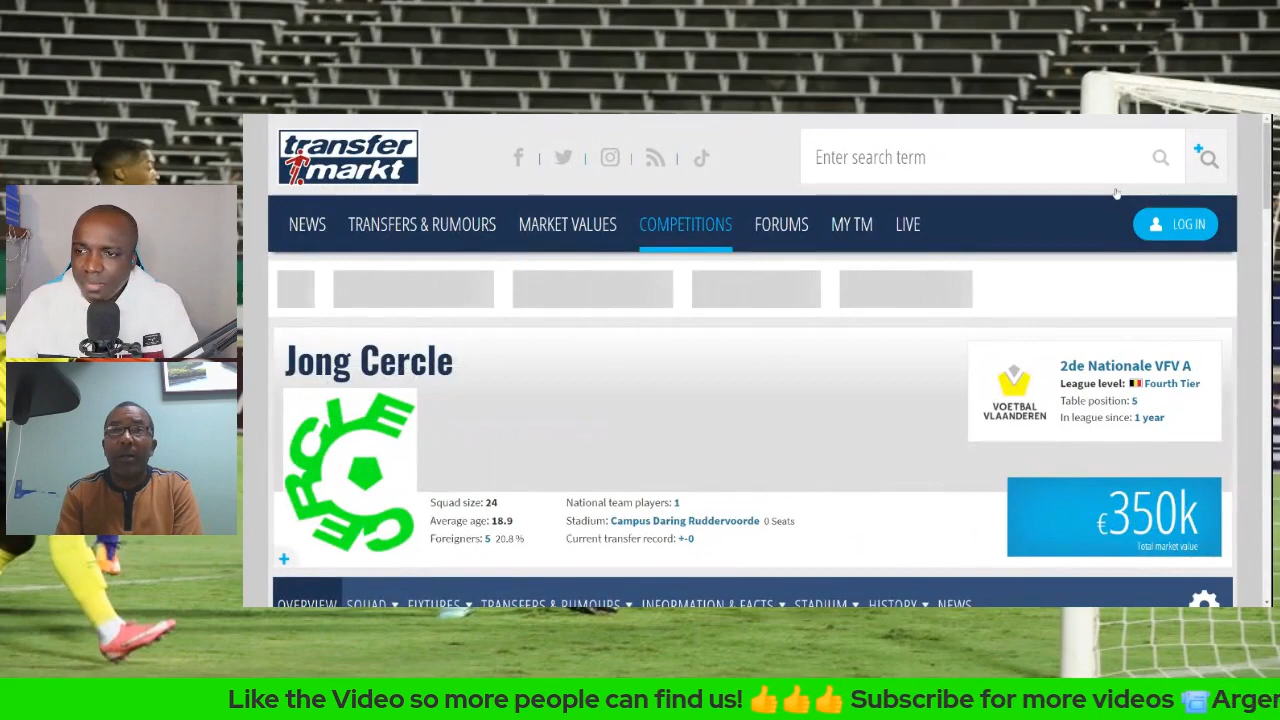 transfer
markt
Enter search term
NEWS TRANSFERS & RUMOURS MARKET VALUES COMPETITIONS FORUMS MY TM LIVE LOG IN
Jong Cercle
2de Nationale VFV A
League level: Fourth Tier
Table position: 5
In league since: 1 year
VOETBAL
VLAANDEREN
CERCLE
Squad size: 24
Average age: 18.9
Foreigners: 5 20.8 %
National team players: 1
Stadium: Campus Daring Ruddervoorde 0 Seats
Current transfer record: +-0
€350k
Total market value
OVERVIEW SQUAD FIXTURES TRANSFERS & RUMOURS INFORMATION & FACTS STADIUM HISTORY NEWS
Like the Video so more people can find us! 👍👍👍 Subscribe for more videos Argen